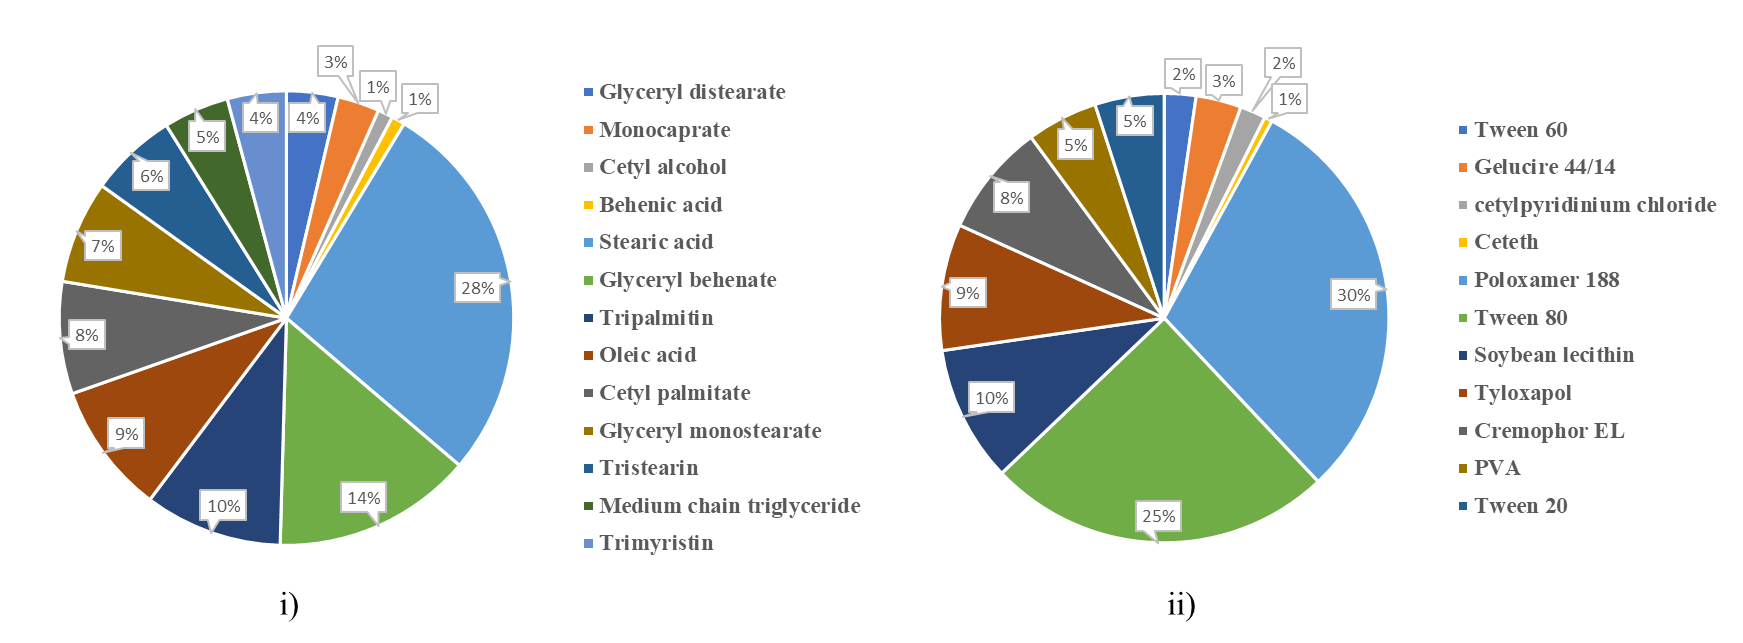 3%
1%
1%
4%
4%
5%
6%
7%
8%
9%
10%
14%
28%
Glyceryl distearate
Monocaprate
Cetyl alcohol
Behenic acid
Stearic acid
Glyceryl behenate
Tripalmitin
Oleic acid
Cetyl palmitate
Glyceryl monostearate
Tristearin
Medium chain triglyceride
Trimyristin
i)
2%
3%
2%
1%
5%
5%
8%
9%
10%
25%
30%
Tween 60
Gelucire 44/14
cetylpyridinium chloride
Ceteth
Poloxamer 188
Tween 80
Soybean lecithin
Tyloxapol
Cremophor EL
PVA
Tween 20
ii)